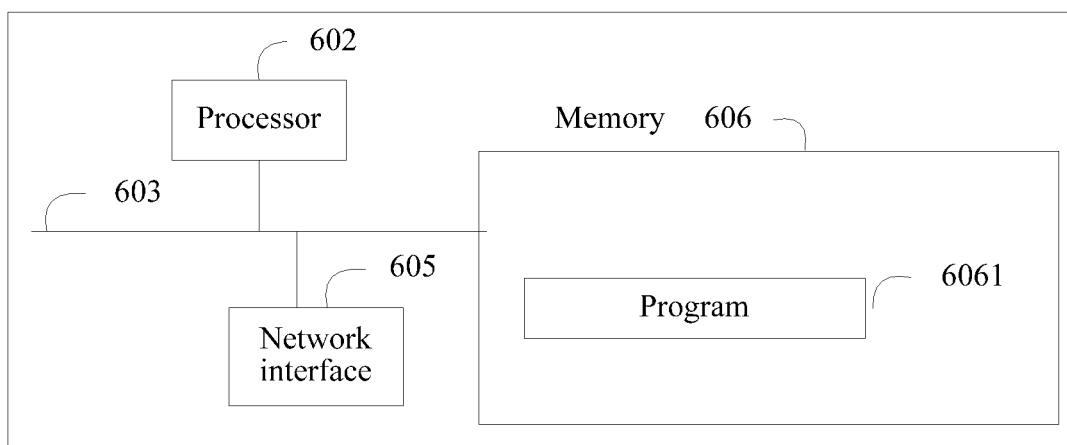 602
Processor
Memory 606
603
605
6061
Program
Network
interface